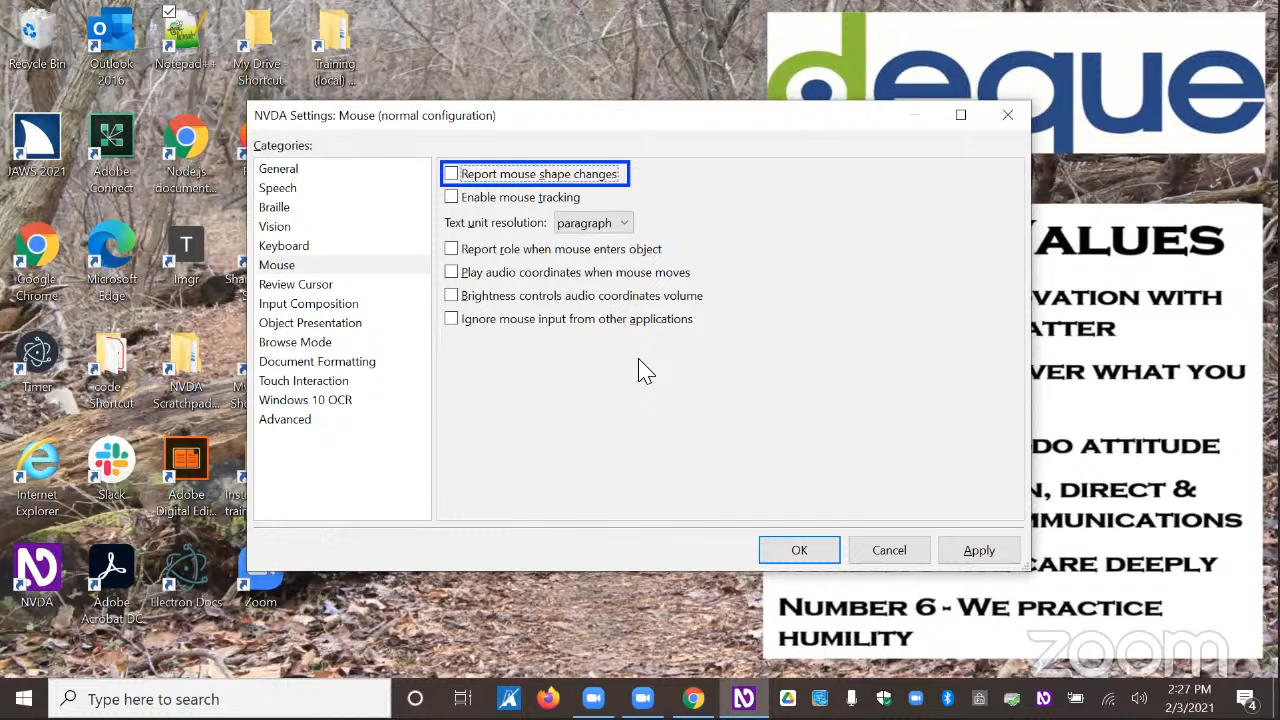 Recycle Bin
Outlook 2016
Notepad++
My Drive - Shortcut
Training (local) ...
deque
NVDA Settings: Mouse (normal configuration)
Categories:
General
Speech
Braille
Vision
Keyboard
Mouse
Review Cursor
Input Composition
Object Presentation
Browse Mode
Document Formatting
Touch Interaction
Windows 10 OCR
Advanced
Report mouse shape changes
Enable mouse tracking
Text unit resolution: paragraph
Report role when mouse enters object
Play audio coordinates when mouse moves
Brightness controls audio coordinates volume
Ignore mouse input from other applications
OK
Cancel
Apply
JAWS 2021
Adobe Connect
Node.js document...
Google Chrome
Microsoft Edge
T
Imgr
Timer
code - Shortcut
NVDA Scratchpad...
Internet Explorer
Slack
Adobe Digital Edi...
NVDA
Adobe Acrobat DC
Electron Docs
Zoom
VALUES
OVATION WITH
ATTER
VER WHAT YOU
DO ATTITUDE
N, DIRECT &
MMUNICATIONS
CARE DEEPLY
NUMBER 6 - WE PRACTICE
HUMILITY
zoom
Type here to search
2:27 PM
2/3/2021
4